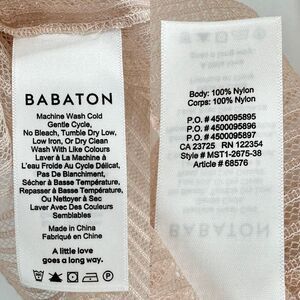 BABATON
Machine Wash Cold
Gentle Cycle,
No Bleach, Tumble Dry Low,
Low Iron, Or Dry Clean
Wash With Like Colours
Laver à La Machine à
L'eau Froide Au Cycle Délicat,
Pas De Blanchiment,
Sécher à Basse Température,
Repasser à Basse Température,
Ou Nettoyer à Sec
Laver Avec Des Couleurs
Semblables
Made in China
Fabriqué en Chine
A little love
goes a long way.
Body: 100% Nylon
Corps: 100% Nylon
P.O. # 4500095895
P.O. # 4500095896
P.O. # 4500095897
CA 23725 RN 122354
Style # MSTJ-2675-38
Article # 68576
BABATON